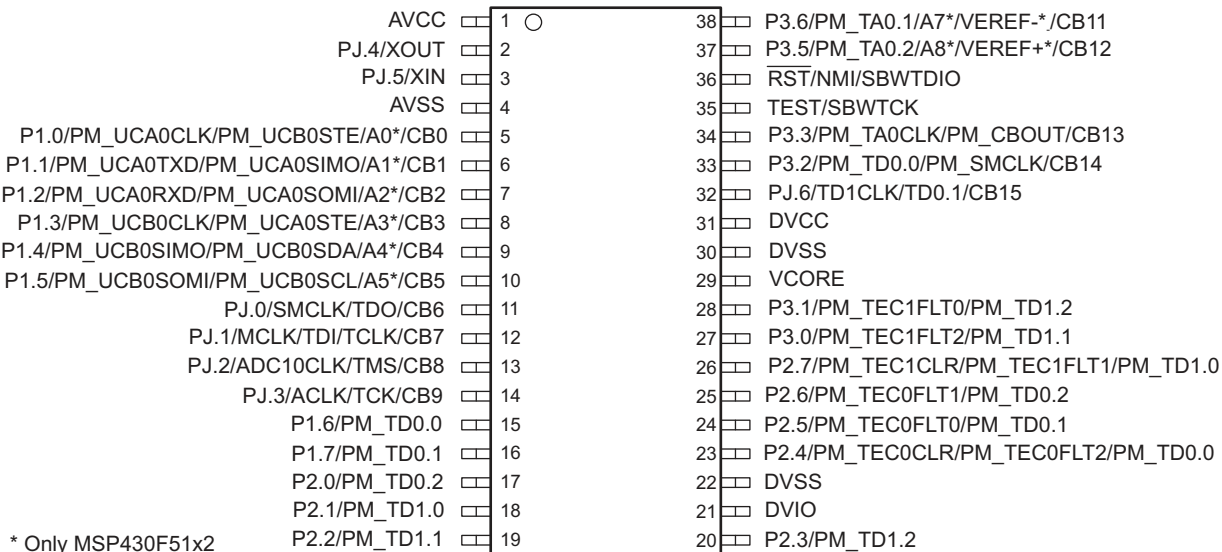 AVCC 1 38 P3.6/PM_TA0.1/A7*/VEREF-*/CB11
PJ.4/XOUT 2 37 P3.5/PM_TA0.2/A8*/VEREF+*/CB12
PJ.5/XIN 3 36 RST/NMI/SBWTDIO
AVSS 4 35 TEST/SBWTCK
P1.0/PM_UCA0CLK/PM_UCB0STE/A0*/CB0 5 34 P3.3/PM_TA0CLK/PM_CBOUT/CB13
P1.1/PM_UCA0TXD/PM_UCA0SIMO/A1*/CB1 6 33 P3.2/PM_TD0.0/PM_SMCLK/CB14
P1.2/PM_UCA0RXD/PM_UCA0SOMI/A2*/CB2 7 32 PJ.6/TD1CLK/TD0.1/CB15
P1.3/PM_UCB0CLK/PM_UCA0STE/A3*/CB3 8 31 DVCC
P1.4/PM_UCB0SIMO/PM_UCB0SDA/A4*/CB4 9 30 DVSS
P1.5/PM_UCB0SOMI/PM_UCB0SCL/A5*/CB5 10 29 VCORE
PJ.0/SMCLK/TDO/CB6 11 28 P3.1/PM_TEC1FLT0/PM_TD1.2
PJ.1/MCLK/TDI/TCLK/CB7 12 27 P3.0/PM_TEC1FLT2/PM_TD1.1
PJ.2/ADC10CLK/TMS/CB8 13 26 P2.7/PM_TEC1CLR/PM_TEC1FLT1/PM_TD1.0
PJ.3/ACLK/TCK/CB9 14 25 P2.6/PM_TEC0FLT1/PM_TD0.2
P1.6/PM_TD0.0 15 24 P2.5/PM_TEC0FLT0/PM_TD0.1
P1.7/PM_TD0.1 16 23 P2.4/PM_TEC0CLR/PM_TEC0FLT2/PM_TD0.0
P2.0/PM_TD0.2 17 22 DVSS
P2.1/PM_TD1.0 18 21 DVIO
P2.2/PM_TD1.1 19 20 P2.3/PM_TD1.2
* Only MSP430F51x2